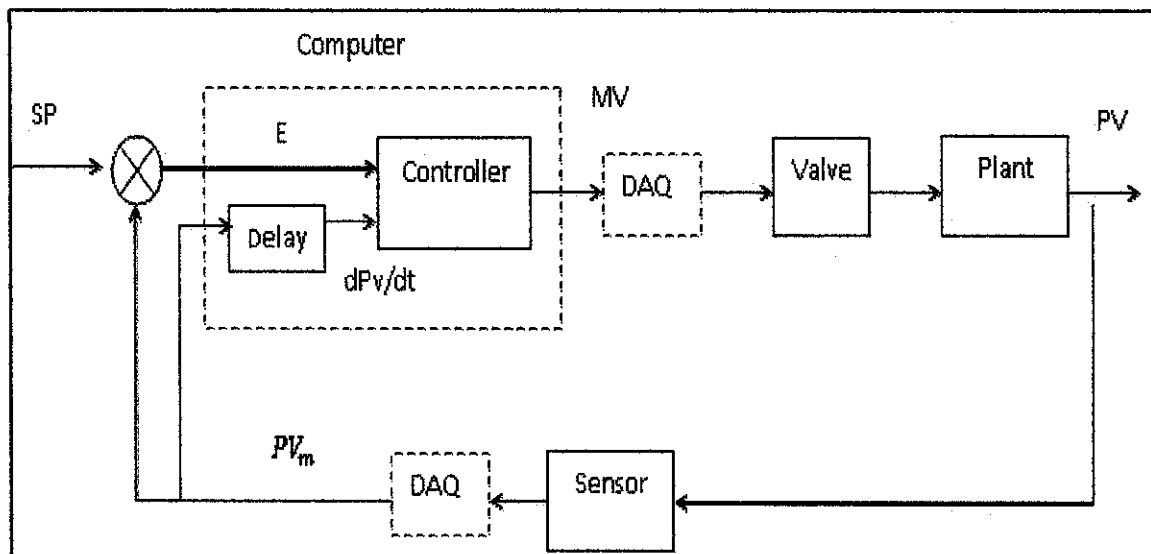 Computer
SP
MV
PV
E
Controller
DAQ
Valve
Plant
Delay
dPv/dt
PVm
DAQ
Sensor